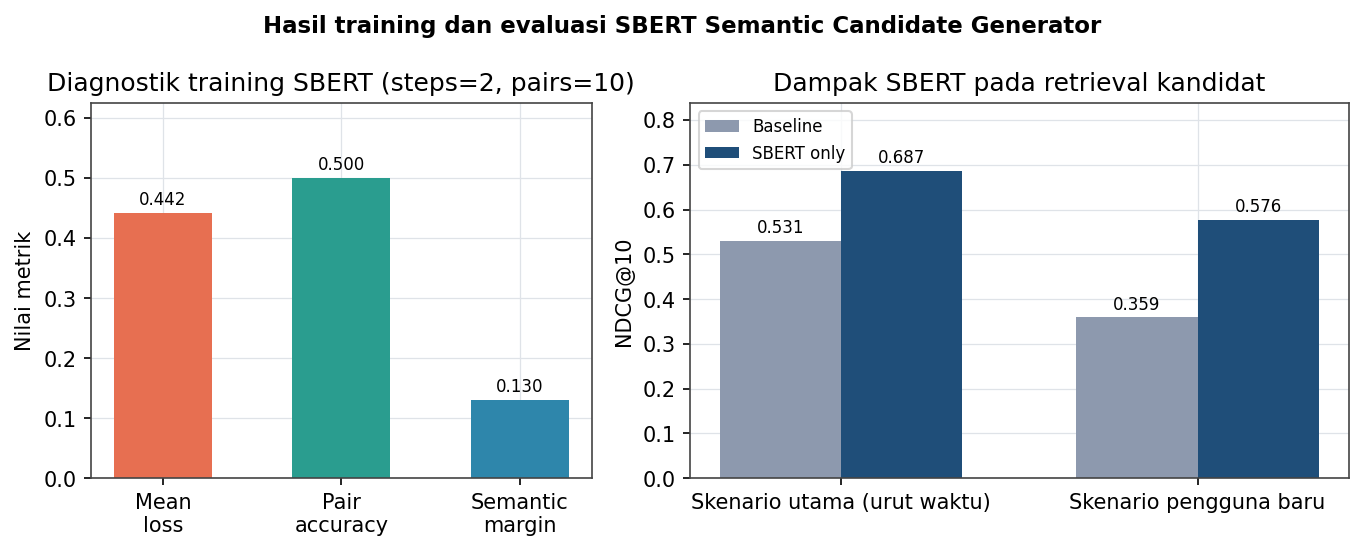 Hasil training dan evaluasi SBERT Semantic Candidate Generator
Diagnostik training SBERT (steps=2, pairs=10)
Nilai metrik
0.6
0.5
0.4
0.3
0.2
0.1
0.0
0.442
0.500
0.130
Mean
loss
Pair
accuracy
Semantic
margin
Dampak SBERT pada retrieval kandidat
NDCG@10
0.8
0.7
0.6
0.5
0.4
0.3
0.2
0.1
0.0
Baseline
SBERT only
0.531
0.687
0.359
0.576
Skenario utama (urut waktu)
Skenario pengguna baru